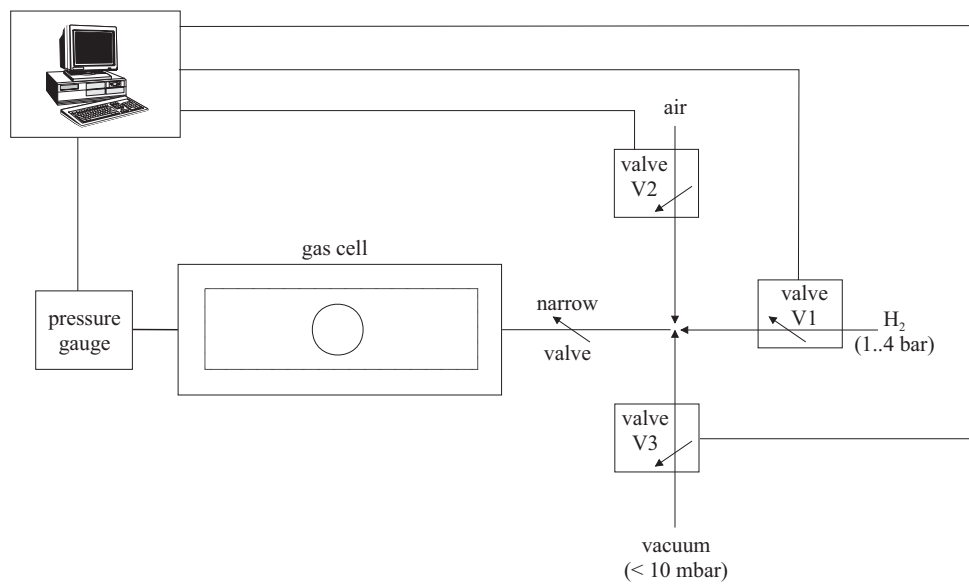 air
valve
V2
gas cell
pressure
gauge
narrow
valve
valve
V1
H₂
(1..4 bar)
valve
V3
vacuum
(< 10 mbar)